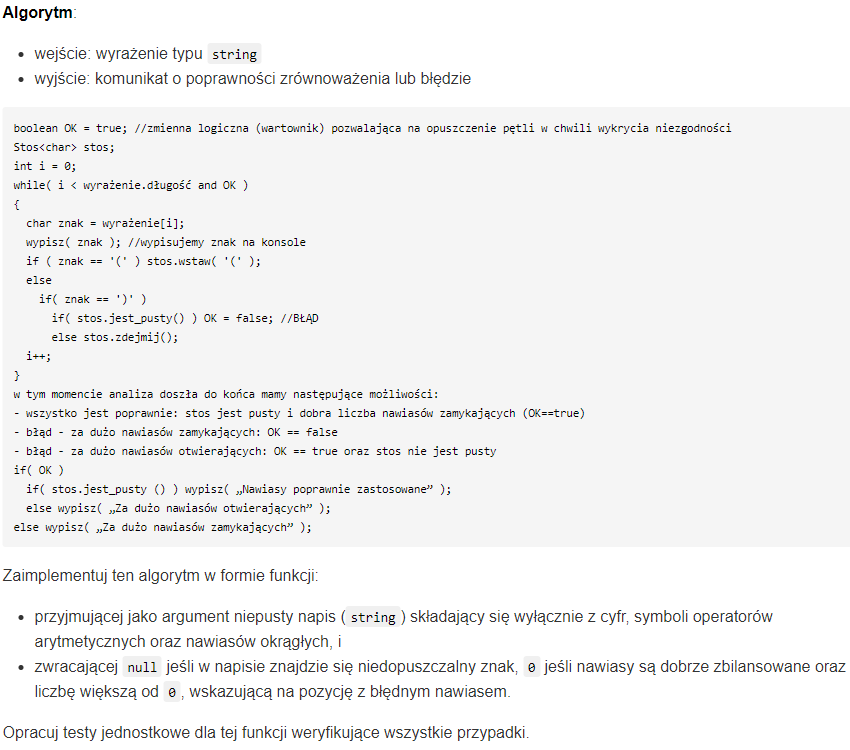 Algorytm:
• wejście: wyrażenie typu string
• wyjście: komunikat o poprawności zrównoważenia lub błędzie
boolean OK = true; //zmienna logiczna (wartownik) pozwalająca na opuszczenie pętli w chwili wykrycia niezgodności
Stos<char> stos;
int i = 0;
while( i < wyrażenie.długość and OK )
{
  char znak = wyrażenie[i];
  wypisz( znak ); //wypisujemy znak na konsole
  if ( znak == '(' ) stos.wstaw( '(' );
  else
    if( znak == ')' )
      if( stos.jest_pusty() ) OK = false; //BŁĄD
      else stos.zdejmij();
  i++;
}
w tym momencie analiza doszła do końca mamy następujące możliwości:
- wszystko jest poprawnie: stos jest pusty i dobra liczba nawiasów zamykających (OK==true)
- błąd - za dużo nawiasów zamykających: OK == false
- błąd - za dużo nawiasów otwierających: OK == true oraz stos nie jest pusty
if( OK )
  if( stos.jest_pusty () ) wypisz( „Nawiasy poprawnie zastosowane” );
  else wypisz( „Za dużo nawiasów otwierających” );
else wypisz( „Za dużo nawiasów zamykających” );
Zaimplementuj ten algorytm w formie funkcji:
• przyjmującej jako argument niepusty napis ( string ) składający się wyłącznie z cyfr, symboli operatorów
arytmetycznych oraz nawiasów okrągłych, i
• zwracającej null jeśli w napisie znajdzie się niedopuszczalny znak, 0 jeśli nawiasy są dobrze zbilansowane oraz
liczbę większą od 0 , wskazującą na pozycję z błędnym nawiasem.
Opracuj testy jednostkowe dla tej funkcji weryfikujące wszystkie przypadki.